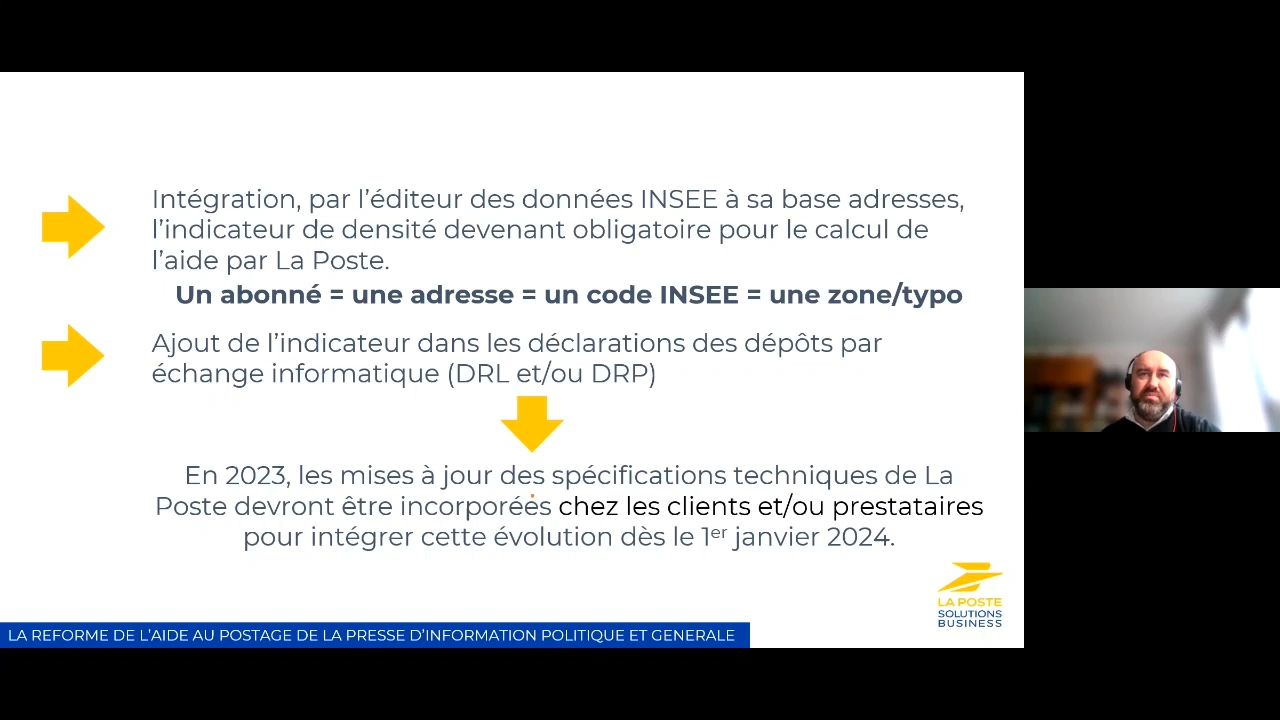 Intégration, par l’éditeur des données INSEE à sa base adresses,
l’indicateur de densité devenant obligatoire pour le calcul de
l’aide par La Poste.
Un abonné = une adresse = un code INSEE = une zone/typo
Ajout de l’indicateur dans les déclarations des dépôts par
échange informatique (DRL et/ou DRP)
En 2023, les mises à jour des spécifications techniques de La
Poste devront être incorporées chez les clients et/ou prestataires
pour intégrer cette évolution dès le 1er janvier 2024.
LA POSTE
SOLUTIONS
BUSINESS
LA REFORME DE L’AIDE AU POSTAGE DE LA PRESSE D’INFORMATION POLITIQUE ET GENERALE